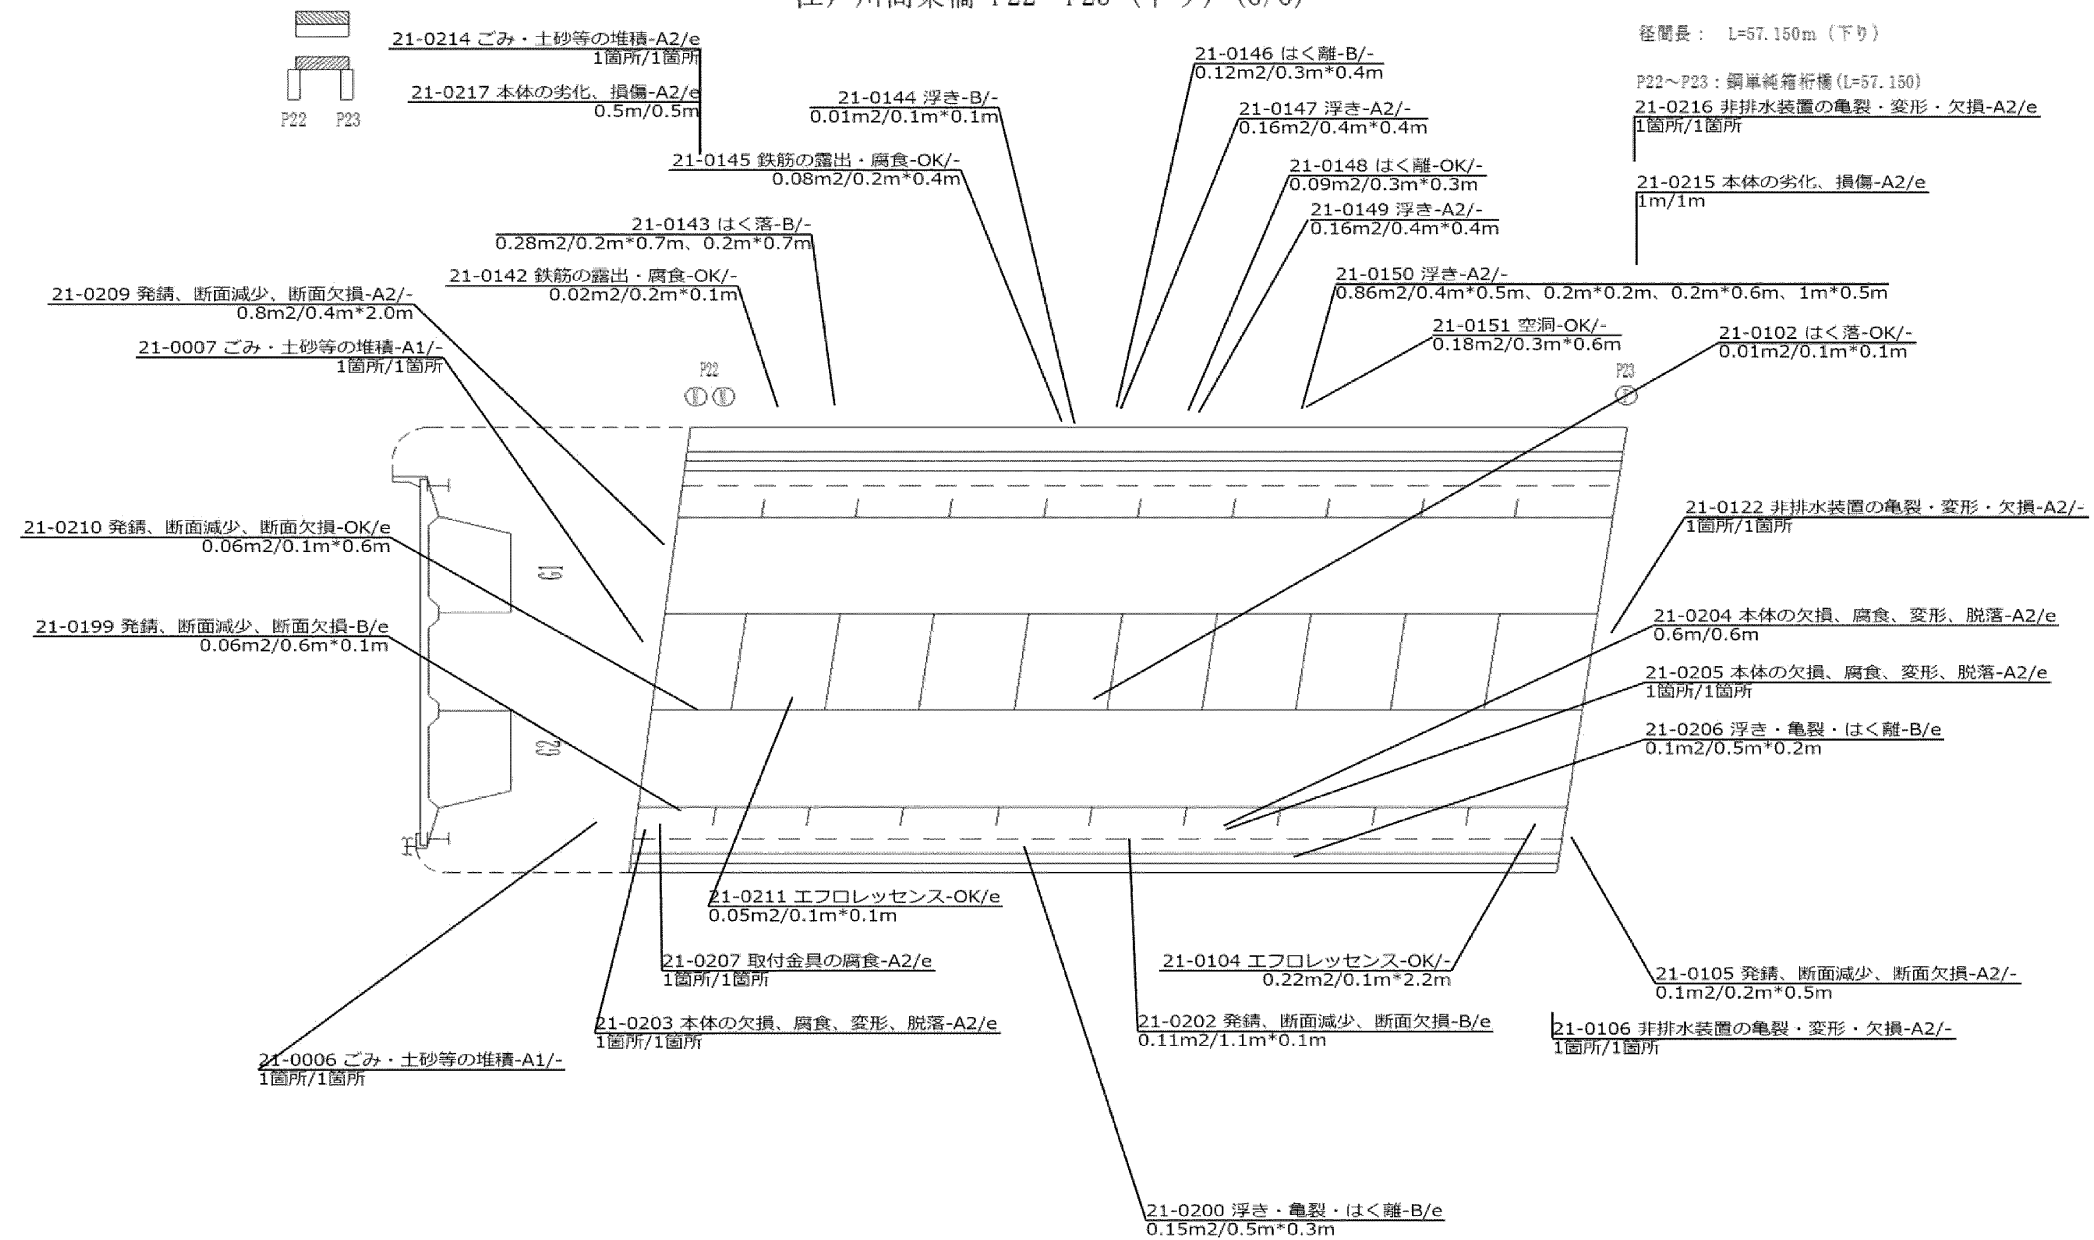 21-0214 ごみ・土砂等の堆積-A2/e
1箇所/1箇所
21-0217 本体の劣化、損傷-A2/e
0.5m/0.5m
P22
P23
21-0144 浮き-B/-
0.01m2/0.1m*0.1m
21-0145 鉄筋の露出・腐食-OK/-
0.08m2/0.2m*0.4m
21-0146 はく離-B/-
0.12m2/0.3m*0.4m
21-0147 浮き-A2/-
0.16m2/0.4m*0.4m
21-0148 はく離-OK/-
0.09m2/0.3m*0.3m
21-0149 浮き-A2/-
0.16m2/0.4m*0.4m
径間長： L=57.150m (下り)
P22～P23：鋼単純箱桁橋(L=57.150)
21-0216 非排水装置の亀裂・変形・欠損-A2/e
1箇所/1箇所
21-0215 本体の劣化、損傷-A2/e
1m/1m
21-0143 はく落-B/-
0.28m2/0.2m*0.7m、0.2m*0.7m
21-0142 鉄筋の露出・腐食-OK/-
0.02m2/0.2m*0.1m
21-0209 発錆、断面減少、断面欠損-A2/-
0.8m2/0.4m*2.0m
21-0007 ごみ・土砂等の堆積-A1/-
1箇所/1箇所
21-0150 浮き-A2/-
0.86m2/0.4m*0.5m、0.2m*0.2m、0.2m*0.6m、1m*0.5m
21-0151 空洞-OK/-
0.18m2/0.3m*0.6m
21-0102 はく落-OK/-
0.01m2/0.1m*0.1m
P22
P23
21-0210 発錆、断面減少、断面欠損-OK/e
0.06m2/0.1m*0.6m
G1
21-0122 非排水装置の亀裂・変形・欠損-A2/-
1箇所/1箇所
21-0199 発錆、断面減少、断面欠損-B/e
0.06m2/0.6m*0.1m
G2
21-0204 本体の欠損、腐食、変形、脱落-A2/e
0.6m/0.6m
21-0205 本体の欠損、腐食、変形、脱落-A2/e
1箇所/1箇所
21-0206 浮き・亀裂・はく離-B/e
0.1m2/0.5m*0.2m
21-0211 エフロレッセンス-OK/e
0.05m2/0.1m*0.1m
21-0207 取付金具の腐食-A2/e
1箇所/1箇所
21-0104 エフロレッセンス-OK/-
0.22m2/0.1m*2.2m
21-0105 発錆、断面減少、断面欠損-A2/-
0.1m2/0.2m*0.5m
21-0203 本体の欠損、腐食、変形、脱落-A2/e
1箇所/1箇所
21-0202 発錆、断面減少、断面欠損-B/e
0.11m2/1.1m*0.1m
21-0106 非排水装置の亀裂・変形・欠損-A2/-
1箇所/1箇所
21-0006 ごみ・土砂等の堆積-A1/-
1箇所/1箇所
21-0200 浮き・亀裂・はく離-B/e
0.15m2/0.5m*0.3m